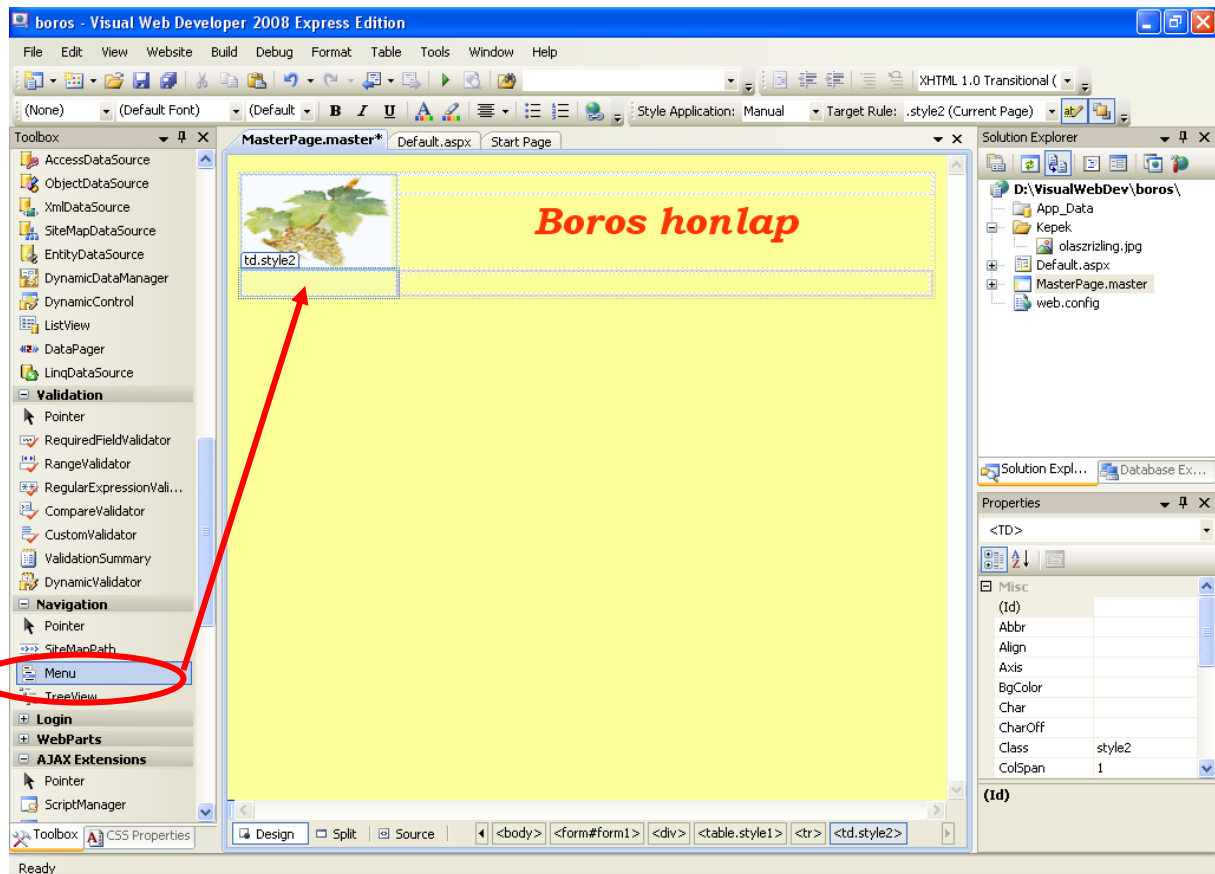 boros - Visual Web Developer 2008 Express Edition
File Edit View Website Build Debug Format Table Tools Window Help
XHTML 1.0 Transitional (
(None) (Default Font) (Default B I U Style Application: Manual Target Rule: .style2 (Current Page)
Toolbox
AccessDataSource
ObjectDataSource
XmlDataSource
SiteMapDataSource
EntityDataSource
DynamicDataManager
DynamicControl
ListView
DataPager
LinqDataSource
Validation
Pointer
RequiredFieldValidator
RangeValidator
RegularExpressionVali...
CompareValidator
CustomValidator
ValidationSummary
DynamicValidator
Navigation
Pointer
SiteMapPath
Menu
TreeView
Login
WebParts
AJAX Extensions
Pointer
ScriptManager
Toolbox CSS Properties
MasterPage.master* Default.aspx Start Page
Boros honlap
td.style2
Design Split Source <body> <form#form1> <div> <table.style1> <tr> <td.style2>
Solution Explorer
D:\VisualWebDev\boros\
App_Data
Kepek
olaszrizling.jpg
Default.aspx
MasterPage.master
web.config
Solution Expl... Database Ex...
Properties
<TD>
Misc
(Id)
Abbr
Align
Axis
BgColor
Char
CharOff
Class style2
ColSpan 1
(Id)
Ready